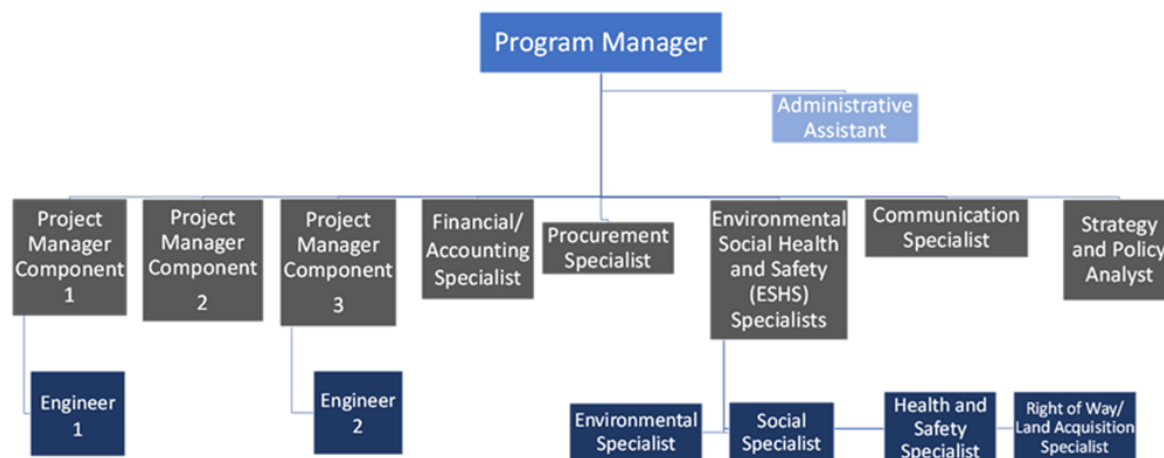 Program Manager
Administrative
Assistant
Project
Manager
Component
1
Project
Manager
Component
2
Project
Manager
Component
3
Financial/
Accounting
Specialist
Procurement
Specialist
Environmental
Social Health
and Safety
(ESHS)
Specialists
Communication
Specialist
Strategy
and Policy
Analyst
Engineer
1
Engineer
2
Environmental
Specialist
Social
Specialist
Health and
Safety
Specialist
Right of Way/
Land Acquisition
Specialist